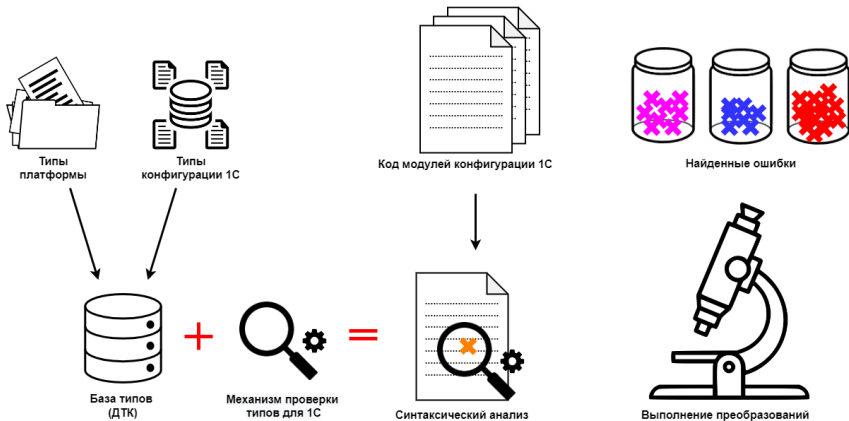 Типы
платформы
Типы
конфигурации 1С
Код модулей конфигурации 1С
Найденные ошибки
База типов
(ДТК)
Механизм проверки
типов для 1С
Синтаксический анализ
Выполнение преобразований